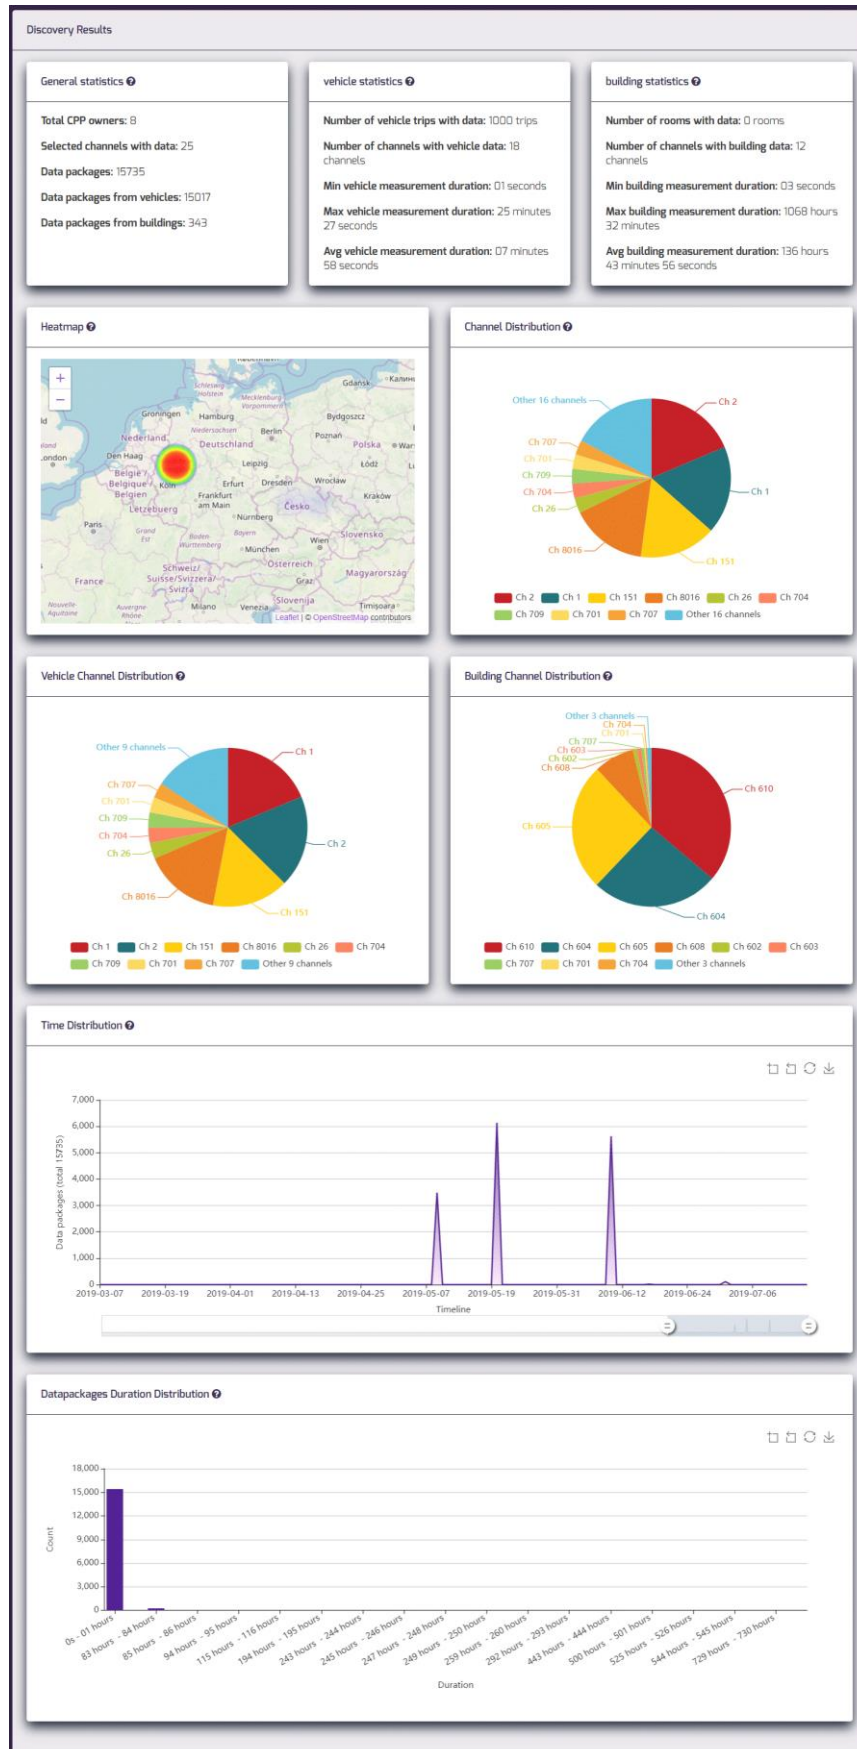 Discovery Results
General statistics
Total CPP owners: 8
Selected channels with data: 25
Data packages: 15735
Data packages from vehicles: 15017
Data packages from buildings: 343
vehicle statistics
Number of vehicle trips with data: 1000 trips
Number of channels with vehicle data: 18
channels
Min vehicle measurement duration: 01 seconds
Max vehicle measurement duration: 25 minutes
27 seconds
Avg vehicle measurement duration: 07 minutes
58 seconds
building statistics
Number of rooms with data: 0 rooms
Number of channels with building data: 12
channels
Min building measurement duration: 03 seconds
Max building measurement duration: 1068 hours
32 minutes
Avg building measurement duration: 136 hours
43 minutes 56 seconds
Heatmap
+
−
Schleswig
Holstein
Mecklenburg
Vorpommern
Gdańsk
Groningen
Hamburg
Bydgoszcz
Niedersachsen
Nederland
Berlin
Poznań
Deutschland
Polska
Den Haag
Leipzig
Łódź
België /
Belgique /
Belgien
Köln
Erfurt
Dresden
Wrocław
Frankfurt
am Main
Kraków
Letzebuerg
Česko
Nürnberg
Paris
Grand
Est
Baden
Württemberg
Bayern
Wien
Slovensko
München
Schweiz/
Suisse/Svizzera/
Svizra
Österreich
Magyarország
France
Graz
Slovenija
Nouvelle
Aquitaine
Auvergne
Rhône
Milano
Venezia
Timișoara
Leaflet | © OpenStreetMap contributors
Channel Distribution
Other 16 channels
Ch 2
Ch 707
Ch 701
Ch 709
Ch 704
Ch 26
Ch 1
Ch 8016
Ch 151
Ch 2 Ch 1 Ch 151 Ch 8016 Ch 26 Ch 704
Ch 709 Ch 701 Ch 707 Other 16 channels
Vehicle Channel Distribution
Other 9 channels
Ch 1
Ch 707
Ch 701
Ch 709
Ch 704
Ch 26
Ch 2
Ch 8016
Ch 151
Ch 1 Ch 2 Ch 151 Ch 8016 Ch 26 Ch 704
Ch 709 Ch 701 Ch 707 Other 9 channels
Building Channel Distribution
Other 3 channels
Ch 704
Ch 701
Ch 707
Ch 603
Ch 602
Ch 608
Ch 610
Ch 605
Ch 604
Ch 610 Ch 604 Ch 605 Ch 608 Ch 602 Ch 603
Ch 707 Ch 701 Ch 704 Other 3 channels
Time Distribution
7,000
6,000
5,000
4,000
3,000
2,000
1,000
0
Data packages (total 15735)
2019-03-07 2019-03-19 2019-04-01 2019-04-13 2019-04-25 2019-05-07 2019-05-19 2019-05-31 2019-06-12 2019-06-24 2019-07-06
Timeline
Datapackages Duration Distribution
18,000
15,000
12,000
9,000
6,000
3,000
0
Count
0s - 01 hours
83 hours - 84 hours
85 hours - 86 hours
94 hours - 95 hours
115 hours - 116 hours
194 hours - 195 hours
243 hours - 244 hours
245 hours - 246 hours
247 hours - 248 hours
249 hours - 250 hours
259 hours - 260 hours
292 hours - 293 hours
443 hours - 444 hours
500 hours - 501 hours
525 hours - 526 hours
544 hours - 545 hours
729 hours - 730 hours
Duration